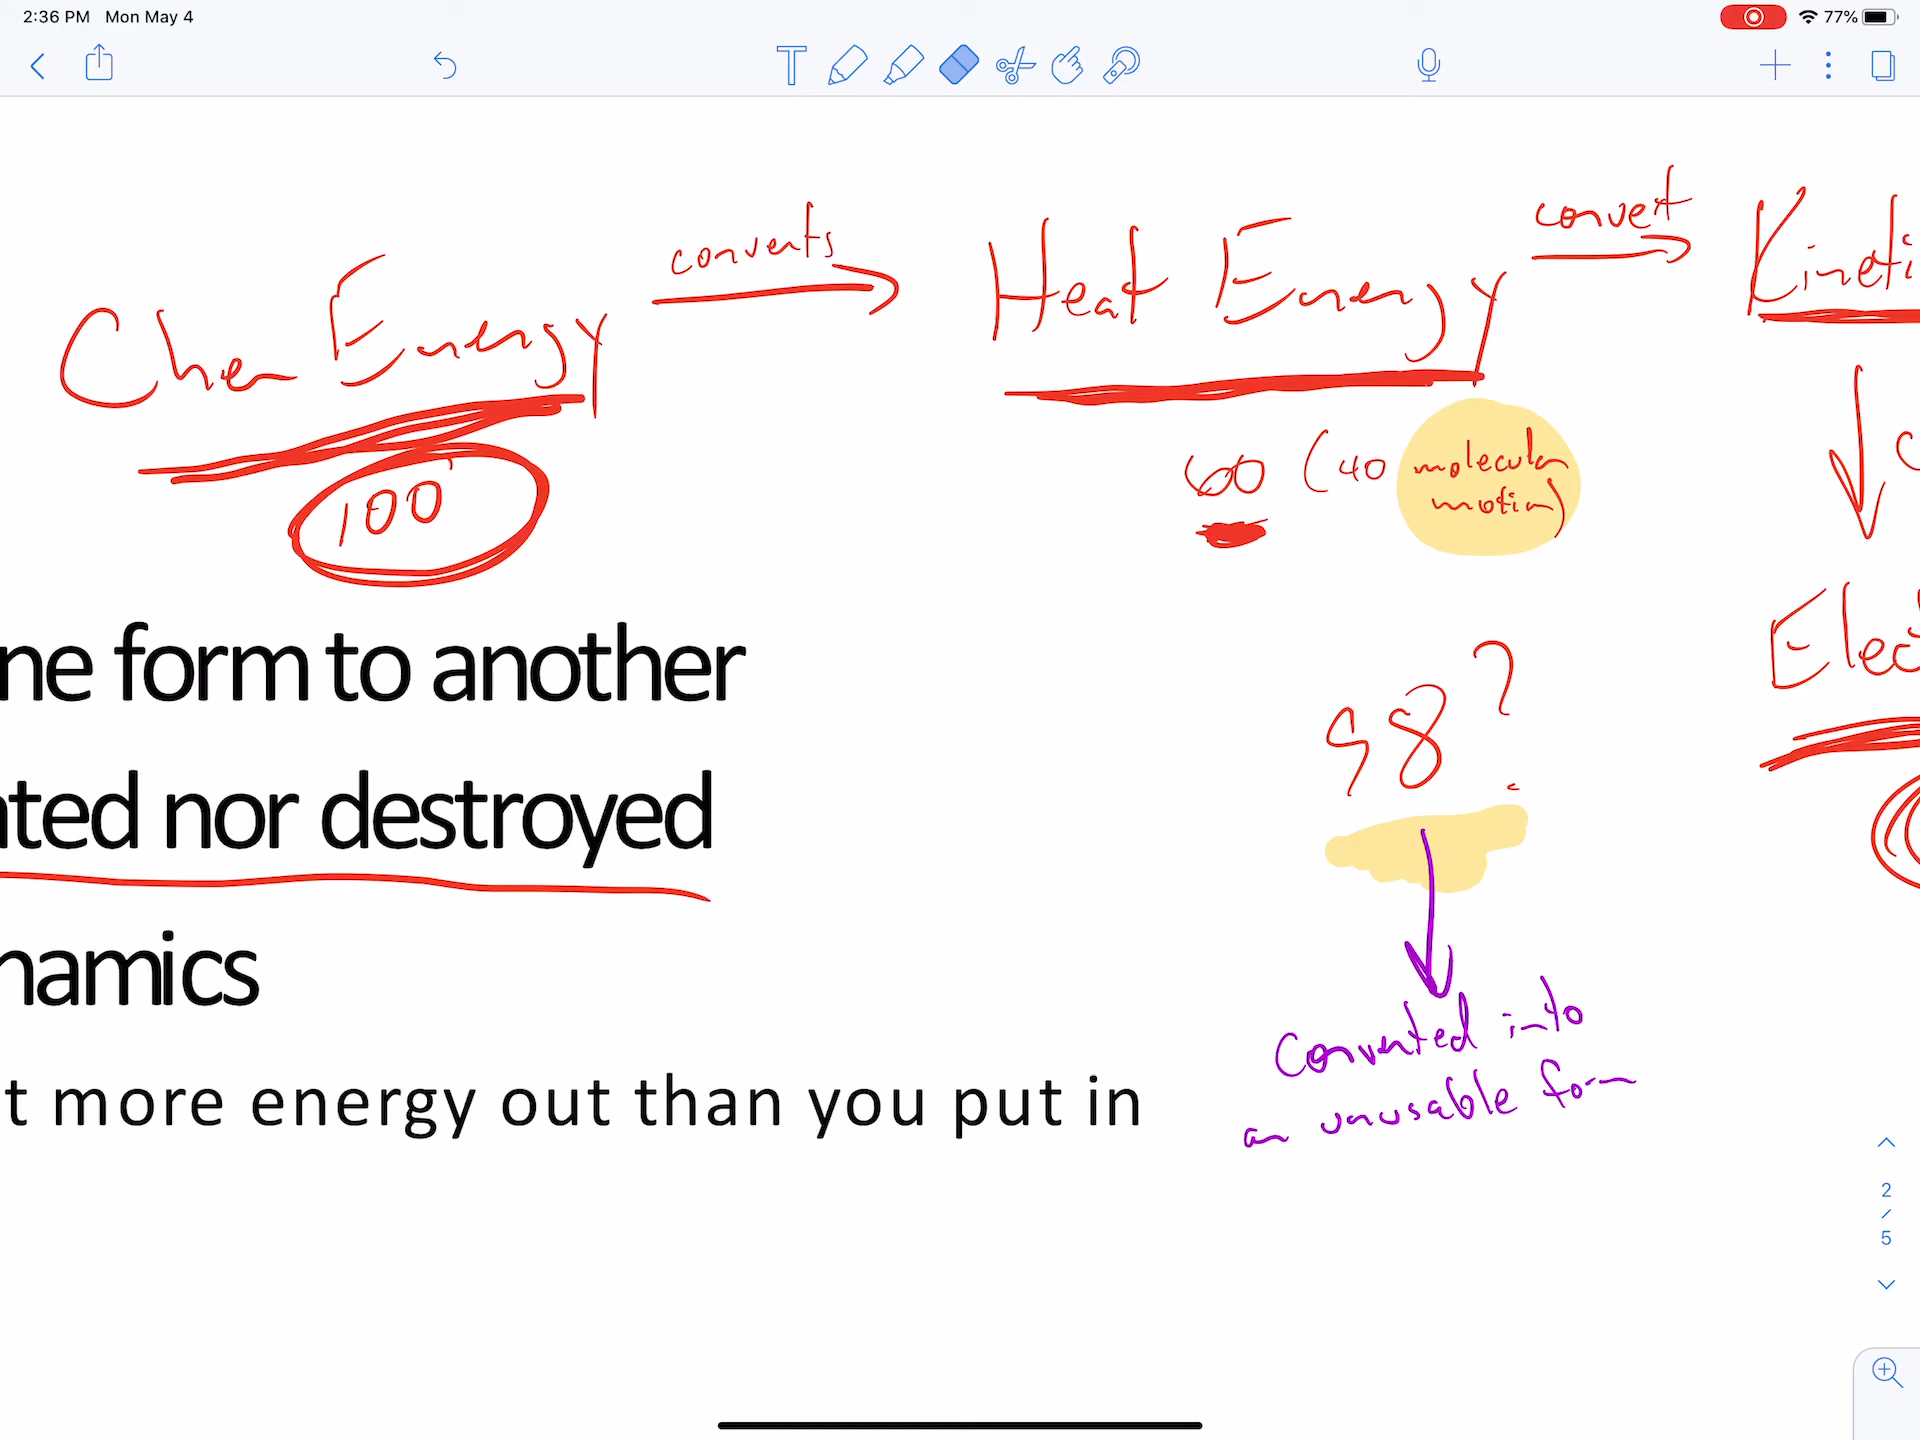 2:36 PM Mon May 4
77%
converts
convert
Chem Energy
Heat Energy
Kineti
100
60 (40 molecular
motion)
ne form to another
Elec
98?
ated nor destroyed
namics
Converted into
an unusable form
t more energy out than you put in
2
/
5